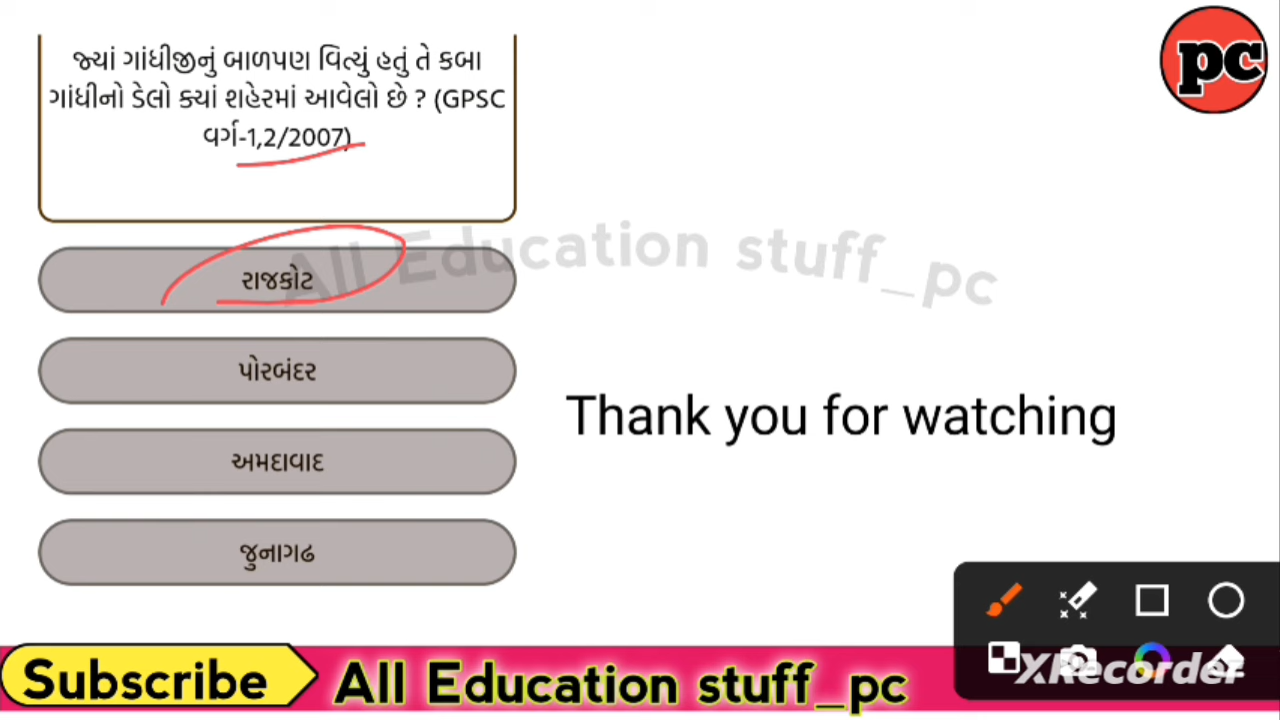 pc
જ્યાં ગાંધીજીનું બાળપણ વિત્યું હતું તે કબા
ગાંધીનો ડેલો ક્યાં શહેરમાં આવેલો છે ? (GPSC
વર્ગ-1,2/2007)
All Education stuff_pc
રાજકોટ
પોરબંદર
અમદાવાદ
જુનાગઢ
Thank you for watching
XRecorder
Subscribe
All Education stuff_pc